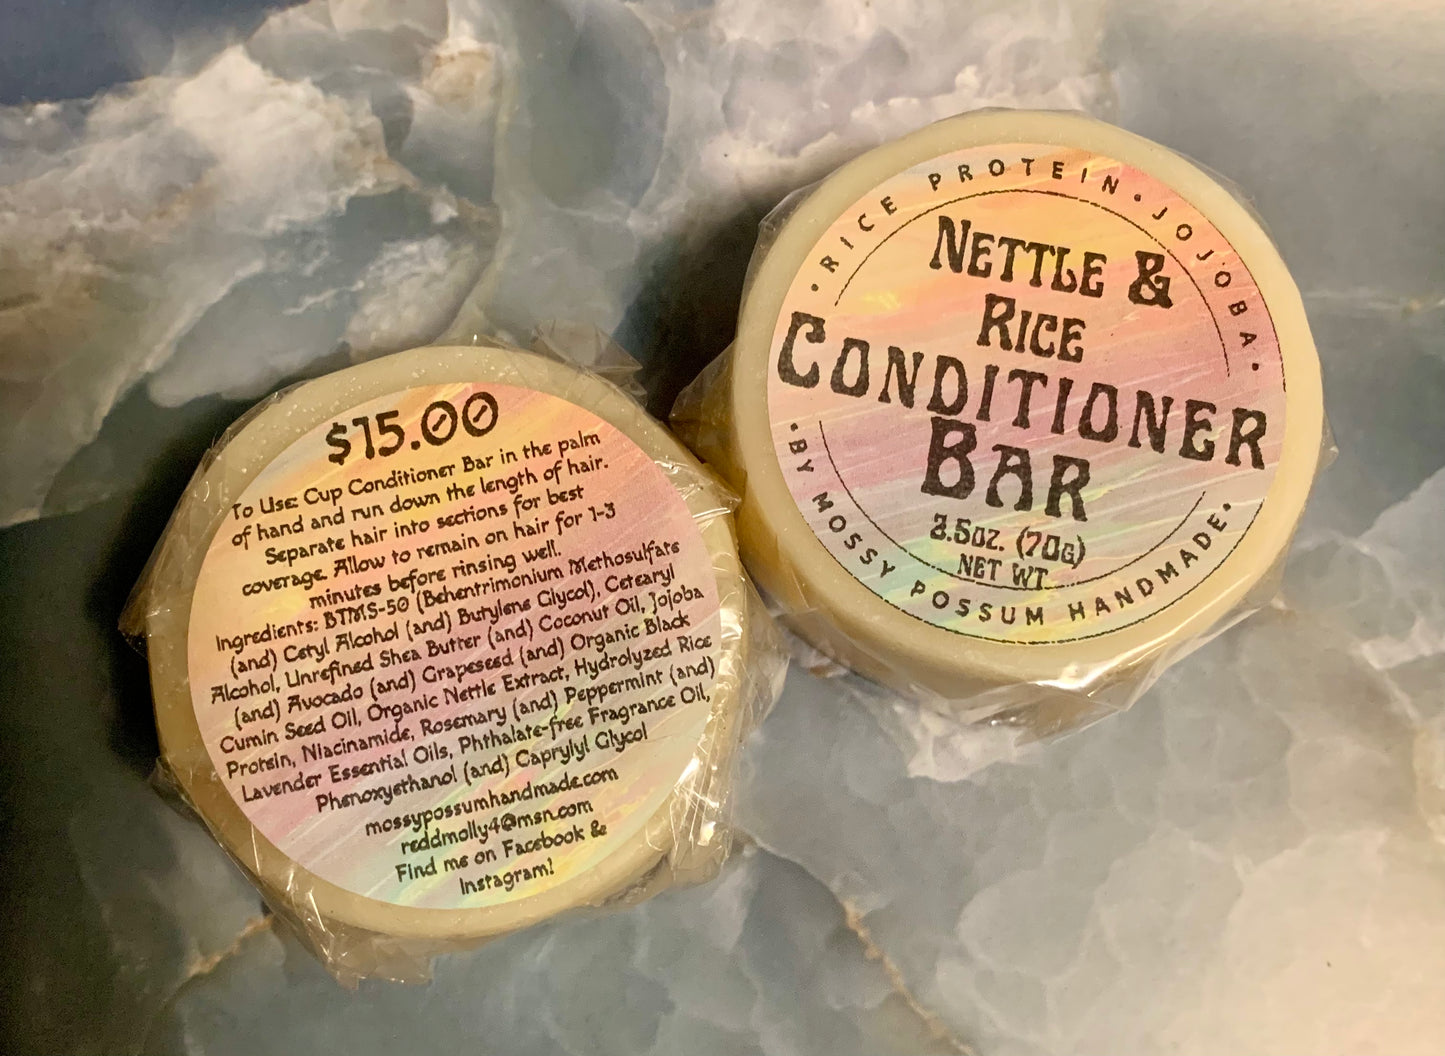 $15.00
To Use: Cup Conditioner Bar in the palm
of hand and run down the length of hair.
Separate hair into sections for best
coverage. Allow to remain on hair for 1-3
minutes before rinsing well.
Ingredients: BTMS-50 (Behentrimonium Methosulfate
(and) Cetyl Alcohol (and) Butylene Glycol), Cetearyl
Alcohol, Unrefined Shea Butter (and) Coconut Oil, Jojoba
(and) Avocado (and) Grapeseed (and) Organic Black
Cumin Seed Oil, Organic Nettle Extract, Hydrolyzed Rice
Protein, Niacinamide, Rosemary (and) Peppermint (and)
Lavender Essential Oils, Phthalate-free Fragrance Oil,
Phenoxyethanol (and) Caprylyl Glycol
mossypossumhandmade.com
reddmolly4@msn.com
Find me on Facebook &
Instagram!
• RICE PROTEIN • JOJOBA •
NETTLE &
RICE
CONDITIONER
BAR
2.5oz. (70G)
NET WT
• BY MOSSY POSSUM HANDMADE •